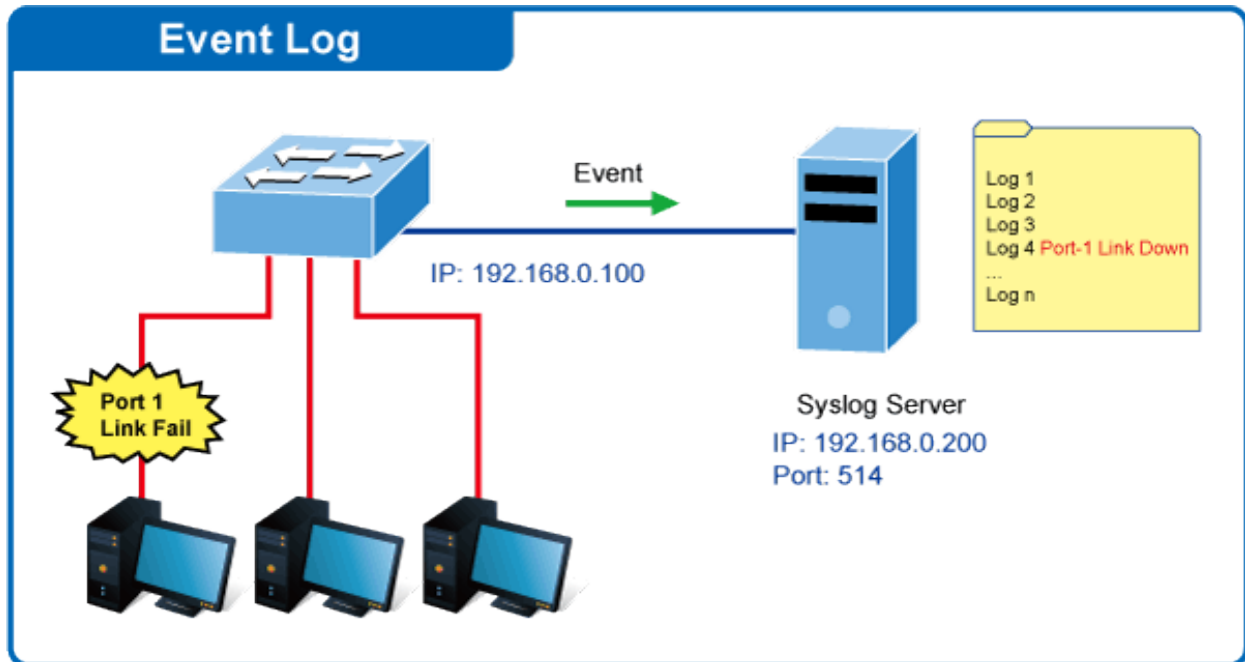 Event Log
Event
IP: 192.168.0.100
Log 1
Log 2
Log 3
Log 4 Port-1 Link Down
...
Log n
Port 1
Link Fail
Syslog Server
IP: 192.168.0.200
Port: 514